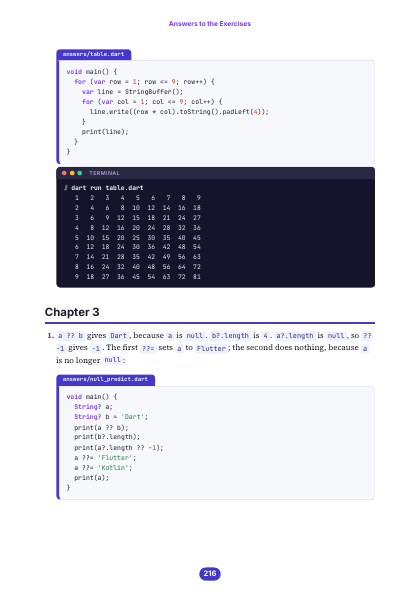 Answers to the Exercises
answers/table.dart
void main() {
  for (var row = 1; row <= 9; row++) {
    var line = StringBuffer();
    for (var col = 1; col <= 9; col++) {
      line.write((row * col).toString().padLeft(4));
    }
    print(line);
  }
}
TERMINAL
$ dart run table.dart
   1   2   3   4   5   6   7   8   9
   2   4   6   8  10  12  14  16  18
   3   6   9  12  15  18  21  24  27
   4   8  12  16  20  24  28  32  36
   5  10  15  20  25  30  35  40  45
   6  12  18  24  30  36  42  48  54
   7  14  21  28  35  42  49  56  63
   8  16  24  32  40  48  56  64  72
   9  18  27  36  45  54  63  72  81
Chapter 3
1. a ?? b gives Dart, because a is null. b?.length is 4. a?.length is null, so ??
-1 gives -1. The first ??= sets a to Flutter; the second does nothing, because a
is no longer null:
answers/null_predict.dart
void main() {
  String? a;
  String? b = 'Dart';
  print(a ?? b);
  print(b?.length);
  print(a?.length ?? -1);
  a ??= 'Flutter';
  a ??= 'Kotlin';
  print(a);
}
216